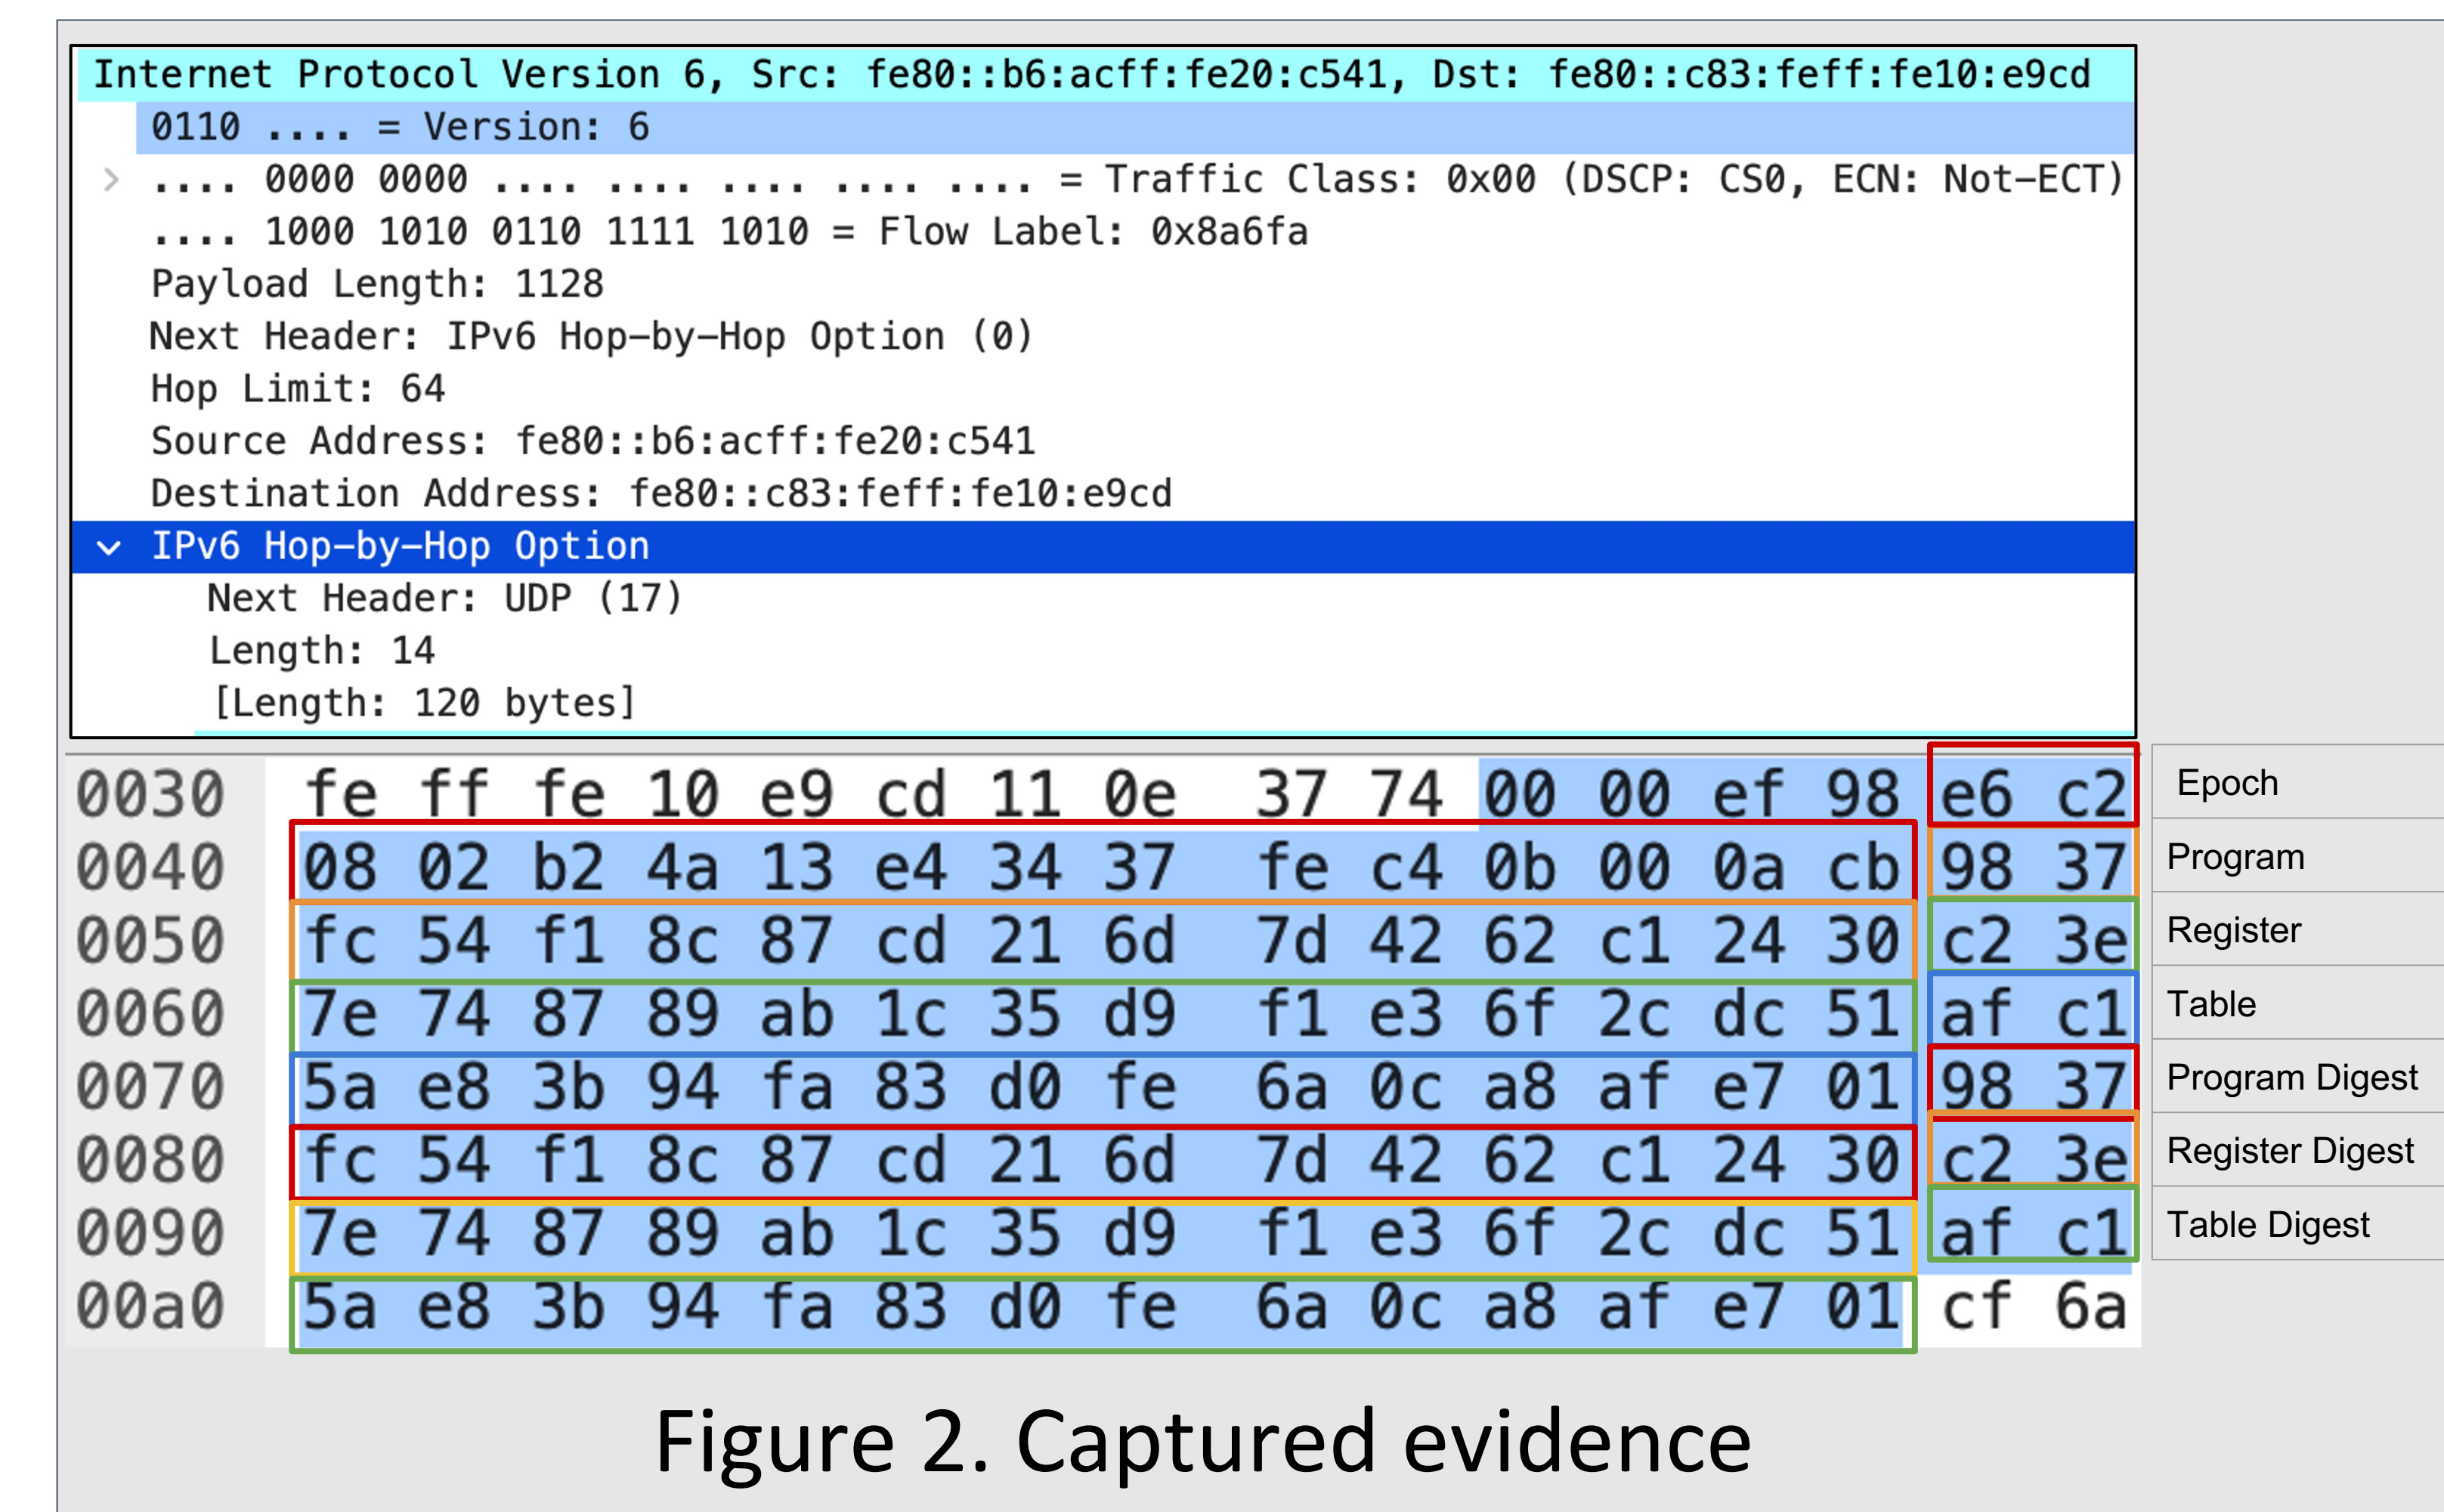 Internet Protocol Version 6, Src: fe80::b6:acff:fe20:c541, Dst: fe80::c83:feff:fe10:e9cd
0110 .... = Version: 6
.... 0000 0000 .... .... .... .... .... = Traffic Class: 0x00 (DSCP: CS0, ECN: Not-ECT)
.... 1000 1010 0110 1111 1010 = Flow Label: 0x8a6fa
Payload Length: 1128
Next Header: IPv6 Hop-by-Hop Option (0)
Hop Limit: 64
Source Address: fe80::b6:acff:fe20:c541
Destination Address: fe80::c83:feff:fe10:e9cd
IPv6 Hop-by-Hop Option
Next Header: UDP (17)
Length: 14
[Length: 120 bytes]
0030 fe ff fe 10 e9 cd 11 0e 37 74 00 00 ef 98 e6 c2 Epoch
0040 08 02 b2 4a 13 e4 34 37 fe c4 0b 00 0a cb 98 37 Program
0050 fc 54 f1 8c 87 cd 21 6d 7d 42 62 c1 24 30 c2 3e Register
0060 7e 74 87 89 ab 1c 35 d9 f1 e3 6f 2c dc 51 af c1 Table
0070 5a e8 3b 94 fa 83 d0 fe 6a 0c a8 af e7 01 98 37 Program Digest
0080 fc 54 f1 8c 87 cd 21 6d 7d 42 62 c1 24 30 c2 3e Register Digest
0090 7e 74 87 89 ab 1c 35 d9 f1 e3 6f 2c dc 51 af c1 Table Digest
00a0 5a e8 3b 94 fa 83 d0 fe 6a 0c a8 af e7 01 cf 6a
Figure 2. Captured evidence